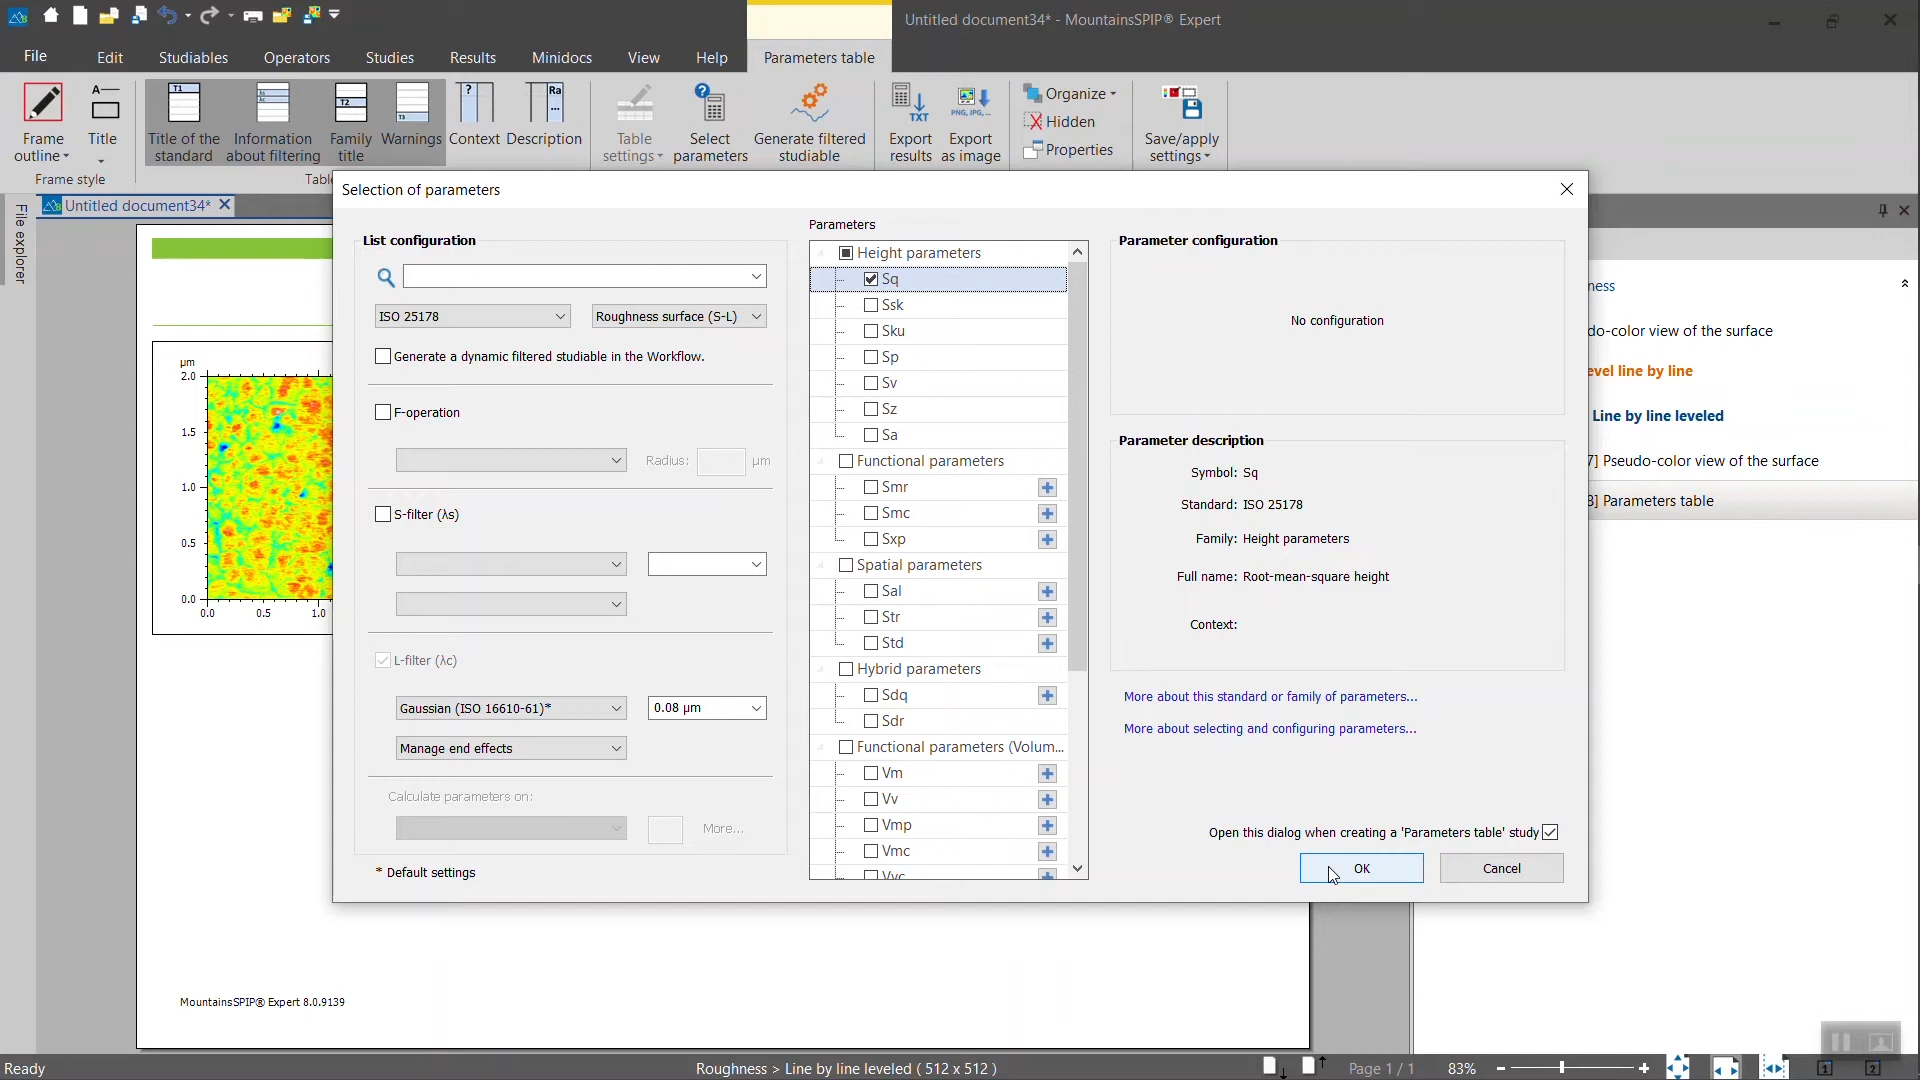 Untitled document34* - MountainsSPIP® Expert
File Edit Studiables Operators Studies Results Minidocs View Help Parameters table
Frame outline
Title
T1 Title of the standard
Information about filtering
T2 Family title
T3 Warnings
? Context
Ra ... Description
Table settings
? Select parameters
Generate filtered studiable
TXT Export results
PNG, JPG, ... Export as image
Organize
Hidden
Properties
Save/apply settings
Frame style
File explorer
Untitled document34*
Selection of parameters
List configuration
ISO 25178
Roughness surface (S-L)
Generate a dynamic filtered studiable in the Workflow.
F-operation
Radius: µm
S-filter (λs)
L-filter (λc)
Gaussian (ISO 16610-61)*
0.08 µm
Manage end effects
Calculate parameters on:
More...
* Default settings
Parameters
Height parameters
Sq
Ssk
Sku
Sp
Sv
Sz
Sa
Functional parameters
Smr
Smc
Sxp
Spatial parameters
Sal
Str
Std
Hybrid parameters
Sdq
Sdr
Functional parameters (Volum...
Vm
Vv
Vmp
Vmc
Vvc
Parameter configuration
No configuration
Parameter description
Symbol: Sq
Standard: ISO 25178
Family: Height parameters
Full name: Root-mean-square height
Context:
More about this standard or family of parameters...
More about selecting and configuring parameters...
Open this dialog when creating a 'Parameters table' study
OK
Cancel
ness
do-color view of the surface
evel line by line
Line by line leveled
7] Pseudo-color view of the surface
8] Parameters table
µm
2.0
1.5
1.0
0.5
0.0
0.0 0.5 1.0
MountainsSPIP® Expert 8.0.9139
Ready
Roughness > Line by line leveled ( 512 x 512 )
Page 1 / 1
83%
1
2